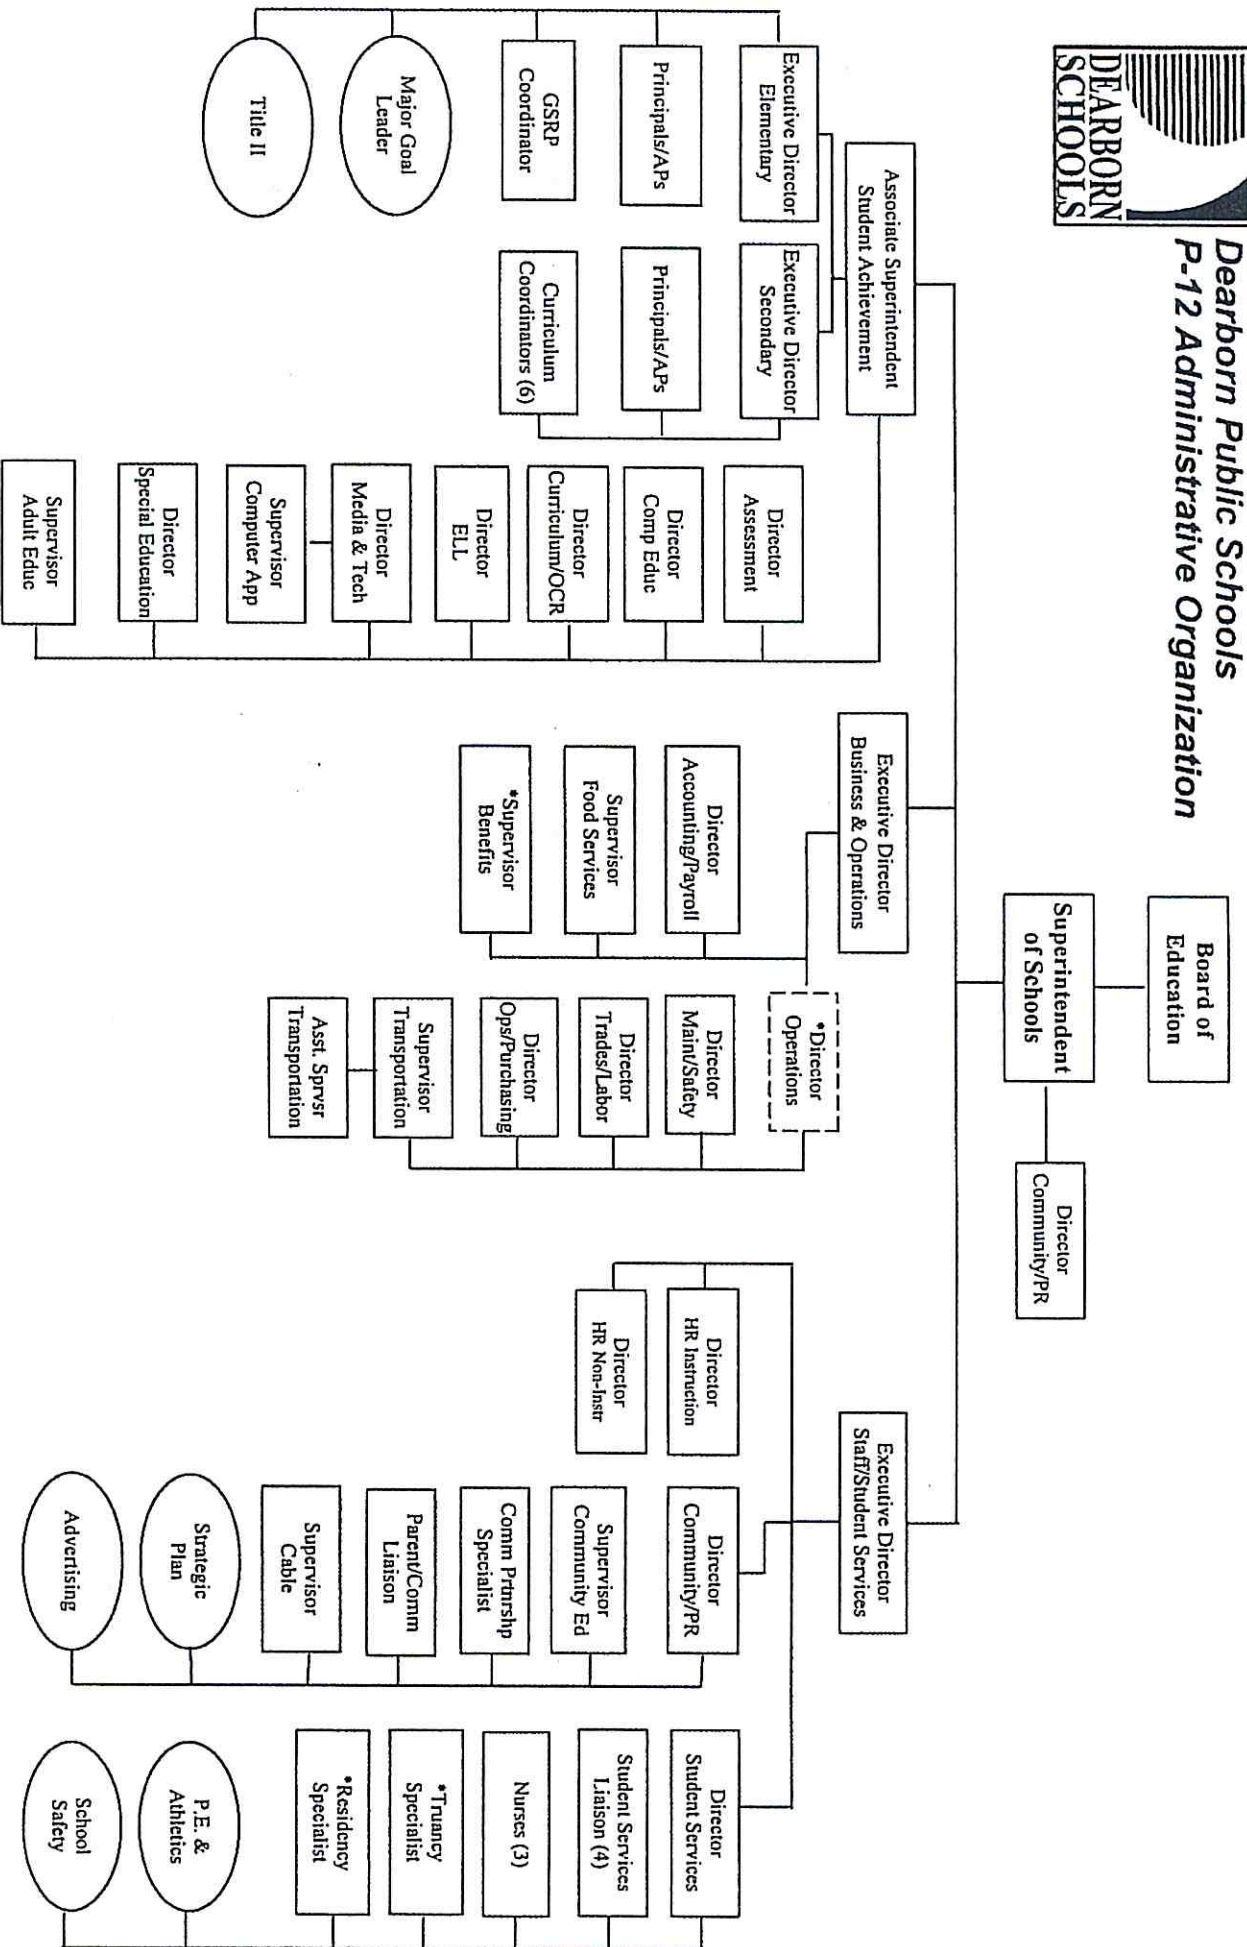 DEARBORN
SCHOOLS
Dearborn Public Schools
P-12 Administrative Organization
Board of
Education
Superintendent
of Schools
Director
Community/PR
Associate Superintendent
Student Achievement
Executive Director
Elementary
Principals/APs
GSRP
Coordinator
Major Goal
Leader
Title II
Executive Director
Secondary
Principals/APs
Curriculum
Coordinators (6)
Director
Assessment
Director
Comp Educ
Director
Curriculum/OCR
Director
ELL
Director
Media & Tech
Supervisor
Computer App
Director
Special Education
Supervisor
Adult Educ
Executive Director
Business & Operations
Director
Accounting/Payroll
Supervisor
Food Services
*Supervisor
Benefits
*Director
Operations
Director
Maint/Safety
Director
Trades/Labor
Director
Ops/Purchasing
Supervisor
Transportation
Asst. Sprvsr
Transportation
Executive Director
Staff/Student Services
Director
HR Instruction
Director
HR Non-Instr
Director
Community/PR
Supervisor
Community Ed
Comm Prtnrshp
Specialist
Parent/Comm
Liaison
Supervisor
Cable
Strategic
Plan
Advertising
Director
Student Services
Student Services
Liaison (4)
Nurses (3)
*Truancy
Specialist
*Residency
Specialist
P.E. &
Athletics
School
Safety